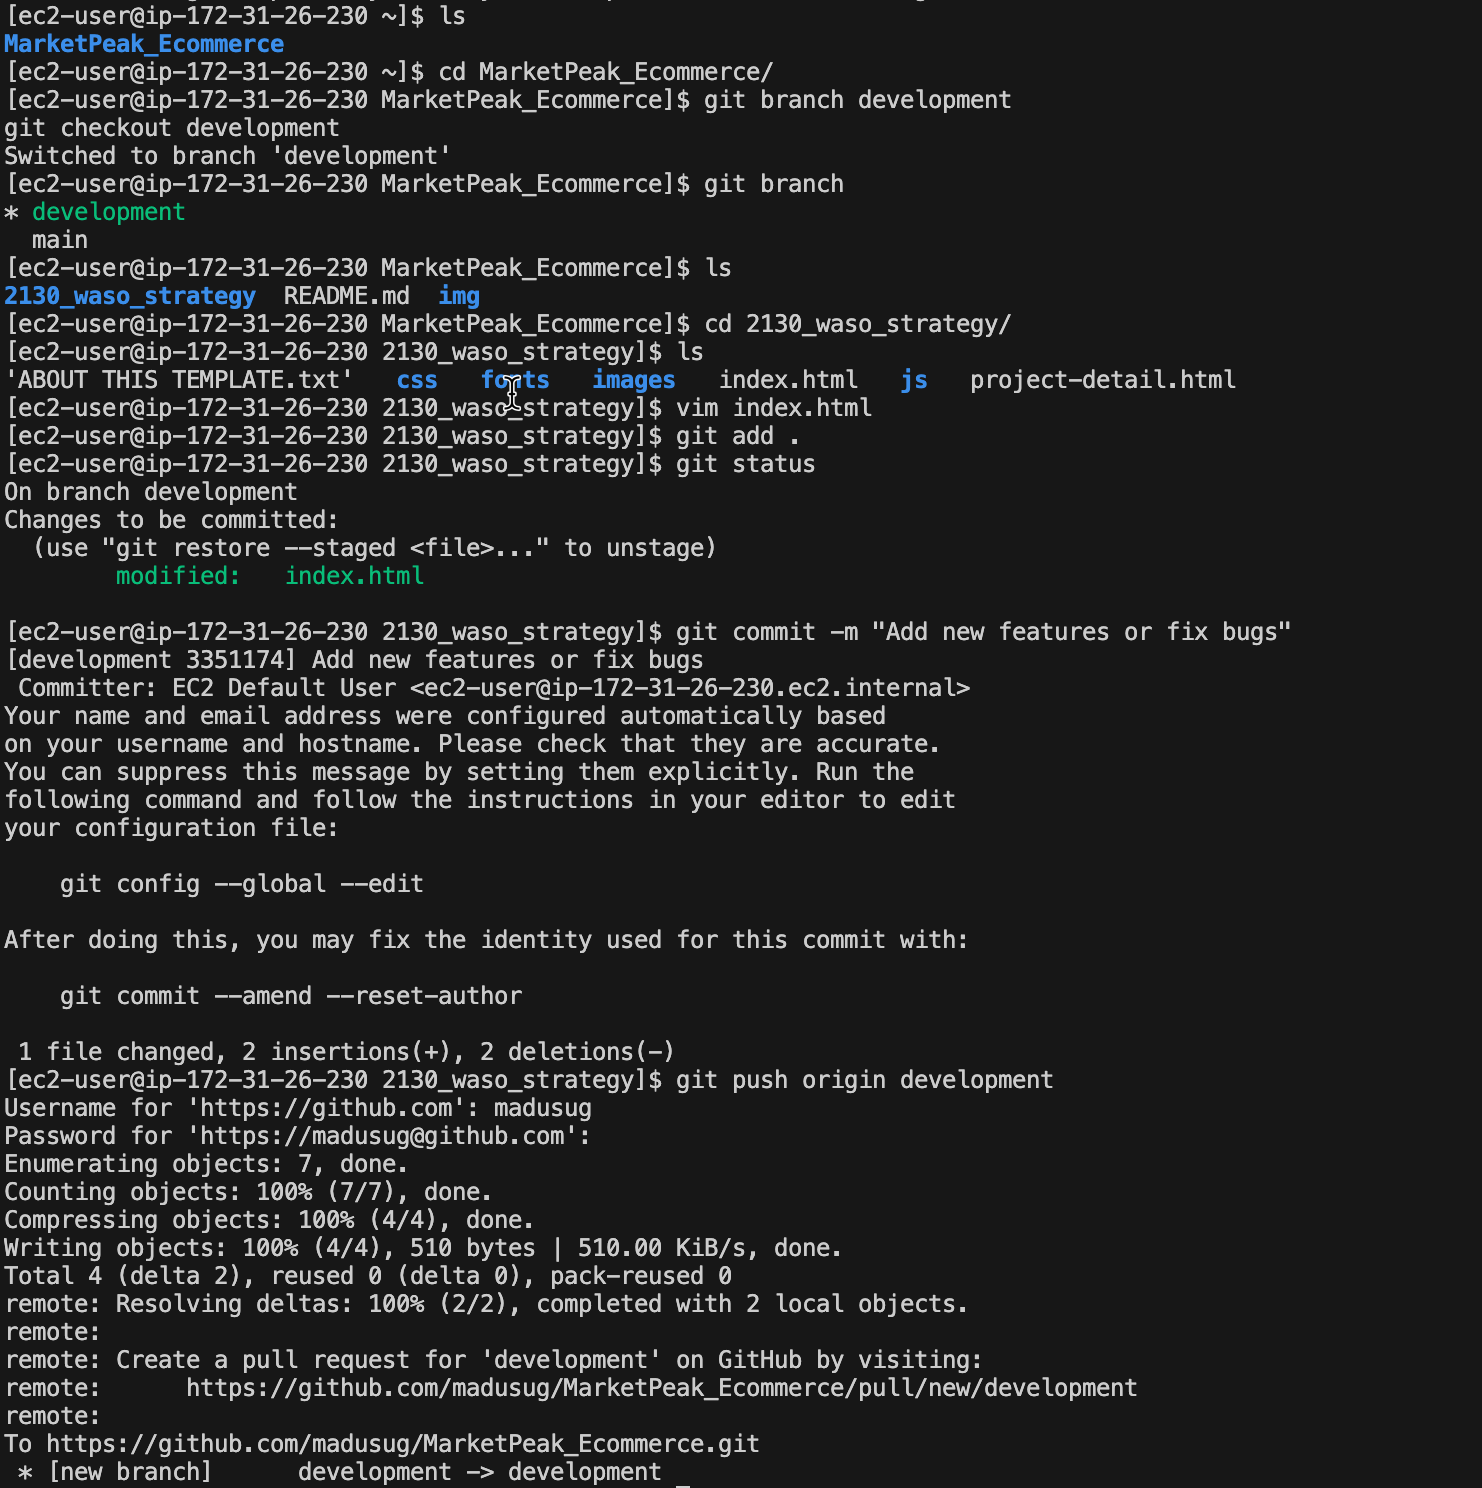 [ec2-user@ip-172-31-26-230 ~]$ ls
MarketPeak_Ecommerce
[ec2-user@ip-172-31-26-230 ~]$ cd MarketPeak_Ecommerce/
[ec2-user@ip-172-31-26-230 MarketPeak_Ecommerce]$ git branch development
git checkout development
Switched to branch 'development'
[ec2-user@ip-172-31-26-230 MarketPeak_Ecommerce]$ git branch
* development
  main
[ec2-user@ip-172-31-26-230 MarketPeak_Ecommerce]$ ls
2130_waso_strategy  README.md  img
[ec2-user@ip-172-31-26-230 MarketPeak_Ecommerce]$ cd 2130_waso_strategy/
[ec2-user@ip-172-31-26-230 2130_waso_strategy]$ ls
'ABOUT THIS TEMPLATE.txt'   css   fonts   images   index.html   js   project-detail.html
[ec2-user@ip-172-31-26-230 2130_waso_strategy]$ vim index.html
[ec2-user@ip-172-31-26-230 2130_waso_strategy]$ git add .
[ec2-user@ip-172-31-26-230 2130_waso_strategy]$ git status
On branch development
Changes to be committed:
  (use "git restore --staged <file>..." to unstage)
        modified:   index.html

[ec2-user@ip-172-31-26-230 2130_waso_strategy]$ git commit -m "Add new features or fix bugs"
[development 3351174] Add new features or fix bugs
 Committer: EC2 Default User <ec2-user@ip-172-31-26-230.ec2.internal>
Your name and email address were configured automatically based
on your username and hostname. Please check that they are accurate.
You can suppress this message by setting them explicitly. Run the
following command and follow the instructions in your editor to edit
your configuration file:

    git config --global --edit

After doing this, you may fix the identity used for this commit with:

    git commit --amend --reset-author

 1 file changed, 2 insertions(+), 2 deletions(-)
[ec2-user@ip-172-31-26-230 2130_waso_strategy]$ git push origin development
Username for 'https://github.com': madusug
Password for 'https://madusug@github.com':
Enumerating objects: 7, done.
Counting objects: 100% (7/7), done.
Compressing objects: 100% (4/4), done.
Writing objects: 100% (4/4), 510 bytes | 510.00 KiB/s, done.
Total 4 (delta 2), reused 0 (delta 0), pack-reused 0
remote: Resolving deltas: 100% (2/2), completed with 2 local objects.
remote:
remote: Create a pull request for 'development' on GitHub by visiting:
remote:      https://github.com/madusug/MarketPeak_Ecommerce/pull/new/development
remote:
To https://github.com/madusug/MarketPeak_Ecommerce.git
 * [new branch]      development -> development